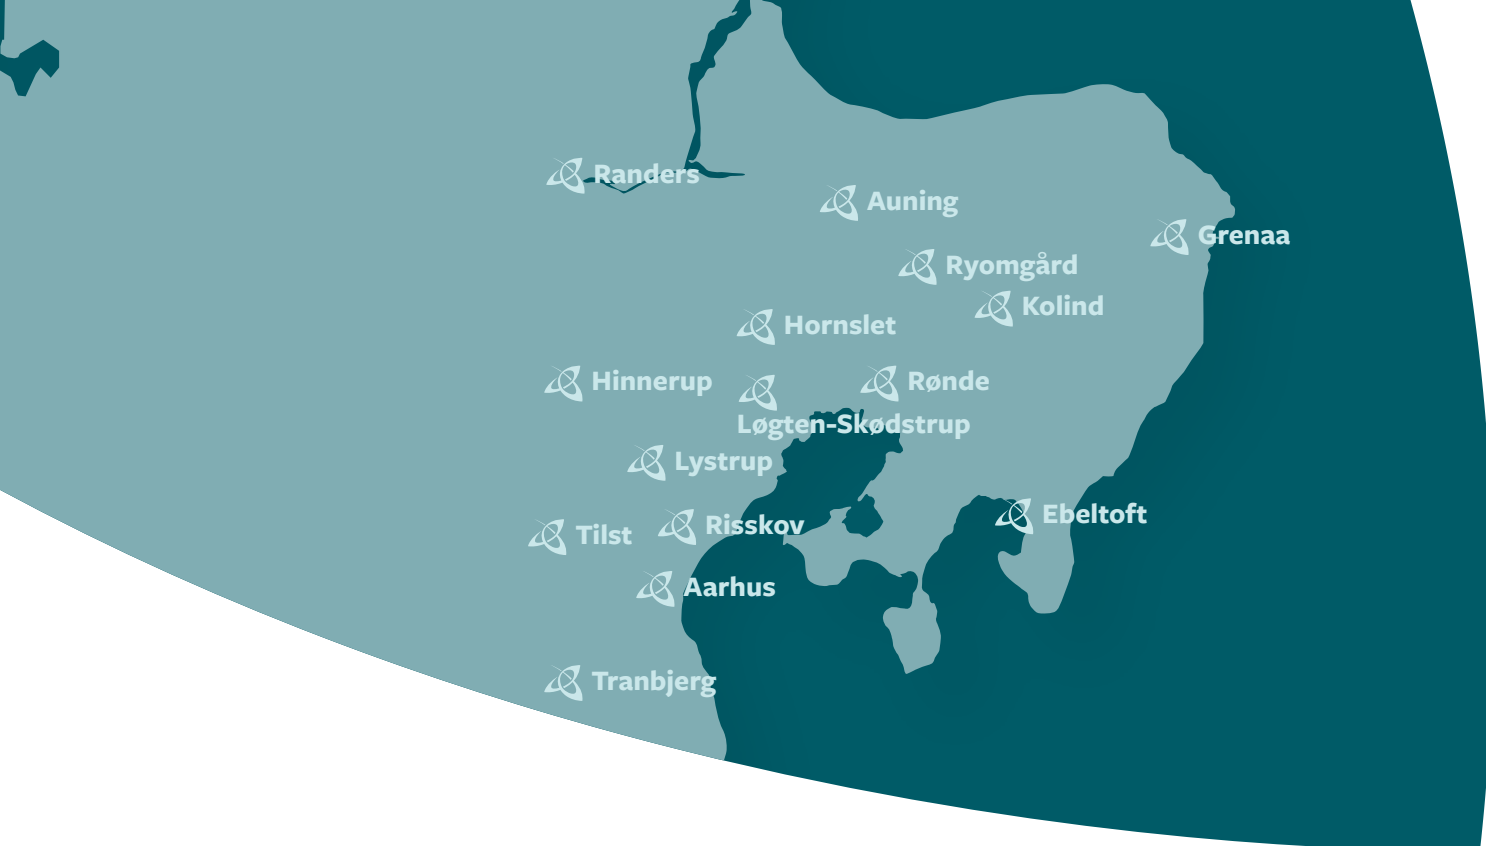 Randers
Auning
Grenaa
Ryomgård
Kolind
Hornslet
Hinnerup
Rønde
Løgten-Skødstrup
Lystrup
Ebeltoft
Risskov
Tilst
Aarhus
Tranbjerg